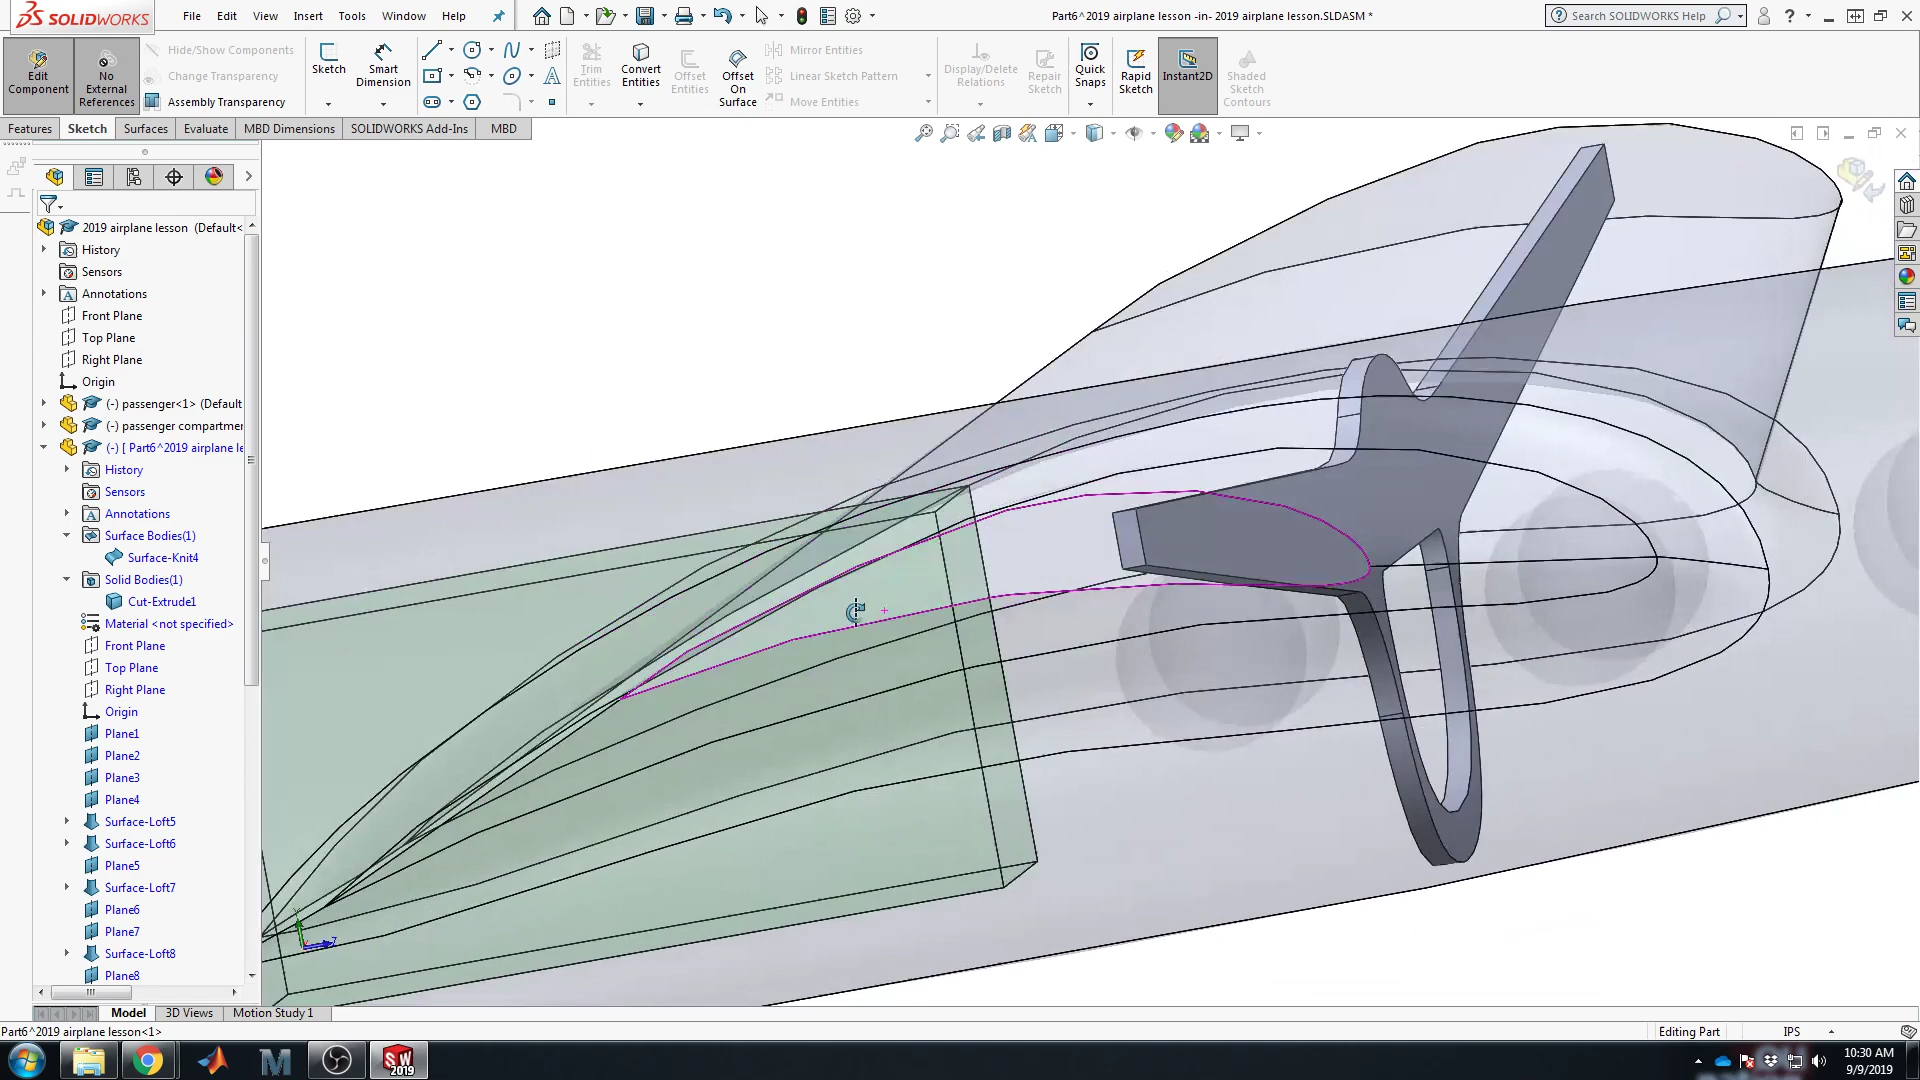 SOLIDWORKS
File Edit View Insert Tools Window Help
Part6^2019 airplane lesson -in- 2019 airplane lesson.SLDASM *
Search SOLIDWORKS Help
Edit Component
No External References
Hide/Show Components
Change Transparency
Assembly Transparency
Sketch
Smart Dimension
Trim Entities
Convert Entities
Offset Entities
Offset On Surface
Mirror Entities
Linear Sketch Pattern
Move Entities
Display/Delete Relations
Repair Sketch
Quick Snaps
Rapid Sketch
Instant2D
Shaded Sketch Contours
Features Sketch Surfaces Evaluate MBD Dimensions SOLIDWORKS Add-Ins MBD
2019 airplane lesson (Default<
History
Sensors
Annotations
Front Plane
Top Plane
Right Plane
Origin
(-) passenger<1> (Default
(-) passenger compartmer
(-) [ Part6^2019 airplane le
History
Sensors
Annotations
Surface Bodies(1)
Surface-Knit4
Solid Bodies(1)
Cut-Extrude1
Material <not specified>
Front Plane
Top Plane
Right Plane
Origin
Plane1
Plane2
Plane3
Plane4
Surface-Loft5
Surface-Loft6
Plane5
Surface-Loft7
Plane6
Plane7
Surface-Loft8
Plane8
Model 3D Views Motion Study 1
Part6^2019 airplane lesson<1>
Editing Part
IPS
SW 2019
10:30 AM
9/9/2019